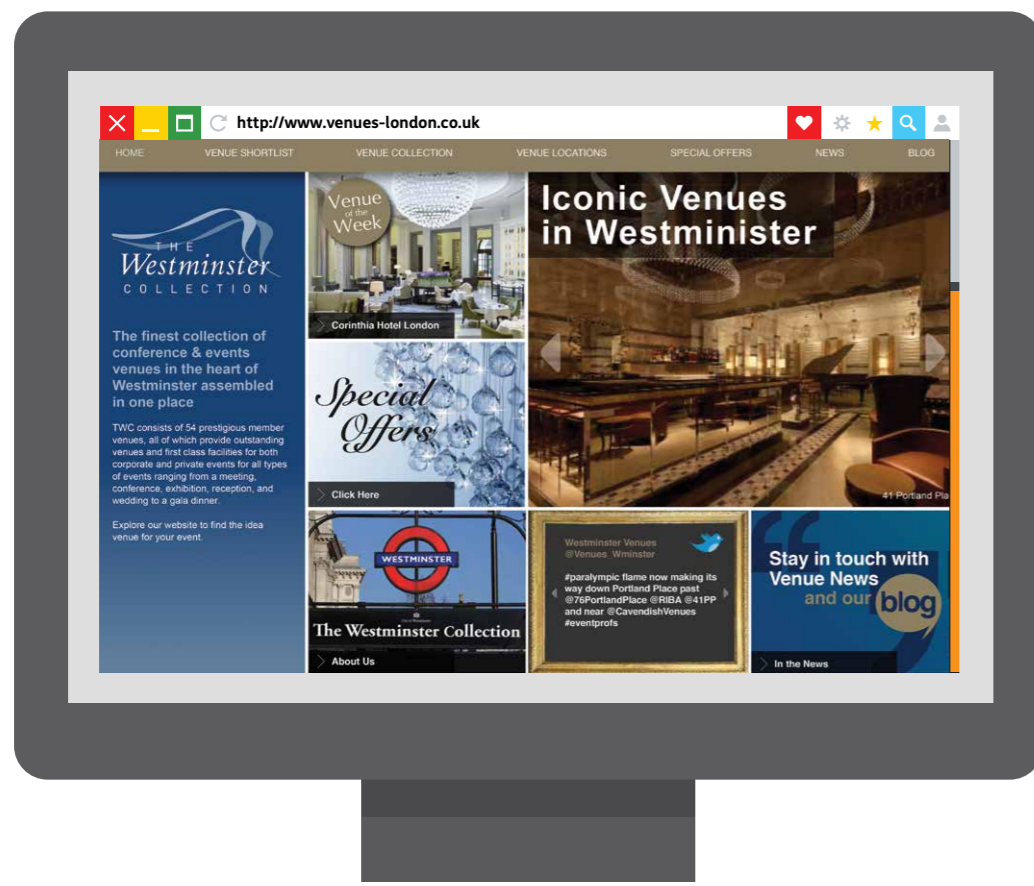 http://www.venues-london.co.uk
HOME VENUE SHORTLIST VENUE COLLECTION VENUE LOCATIONS SPECIAL OFFERS NEWS BLOG
THE
Westminster
COLLECTION
The finest collection of
conference & events
venues in the heart of
Westminster assembled
in one place
TWC consists of 54 prestigious member
venues, all of which provide outstanding
venues and first class facilities for both
corporate and private events for all types
of events ranging from a meeting,
conference, exhibition, reception, and
wedding to a gala dinner.
Explore our website to find the idea
venue for your event.
Venue
of the
Week
Corinthia Hotel London
Iconic Venues
in Westminister
41 Portland Pla
Special
Offers
Click Here
WESTMINSTER
The Westminster Collection
About Us
Westminster Venues
@Venues_Wminster
#paralympic flame now making its
way down Portland Place past
@76PortlandPlace @RIBA @41PP
and near @CavendishVenues
#eventprofs
Stay in touch with
Venue News
and our blog
In the News